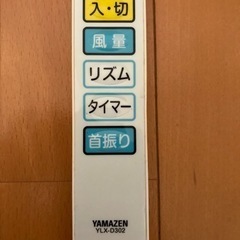 入・切
風量
リズム
タイマー
首振り
YAMAZEN
YLX-D302